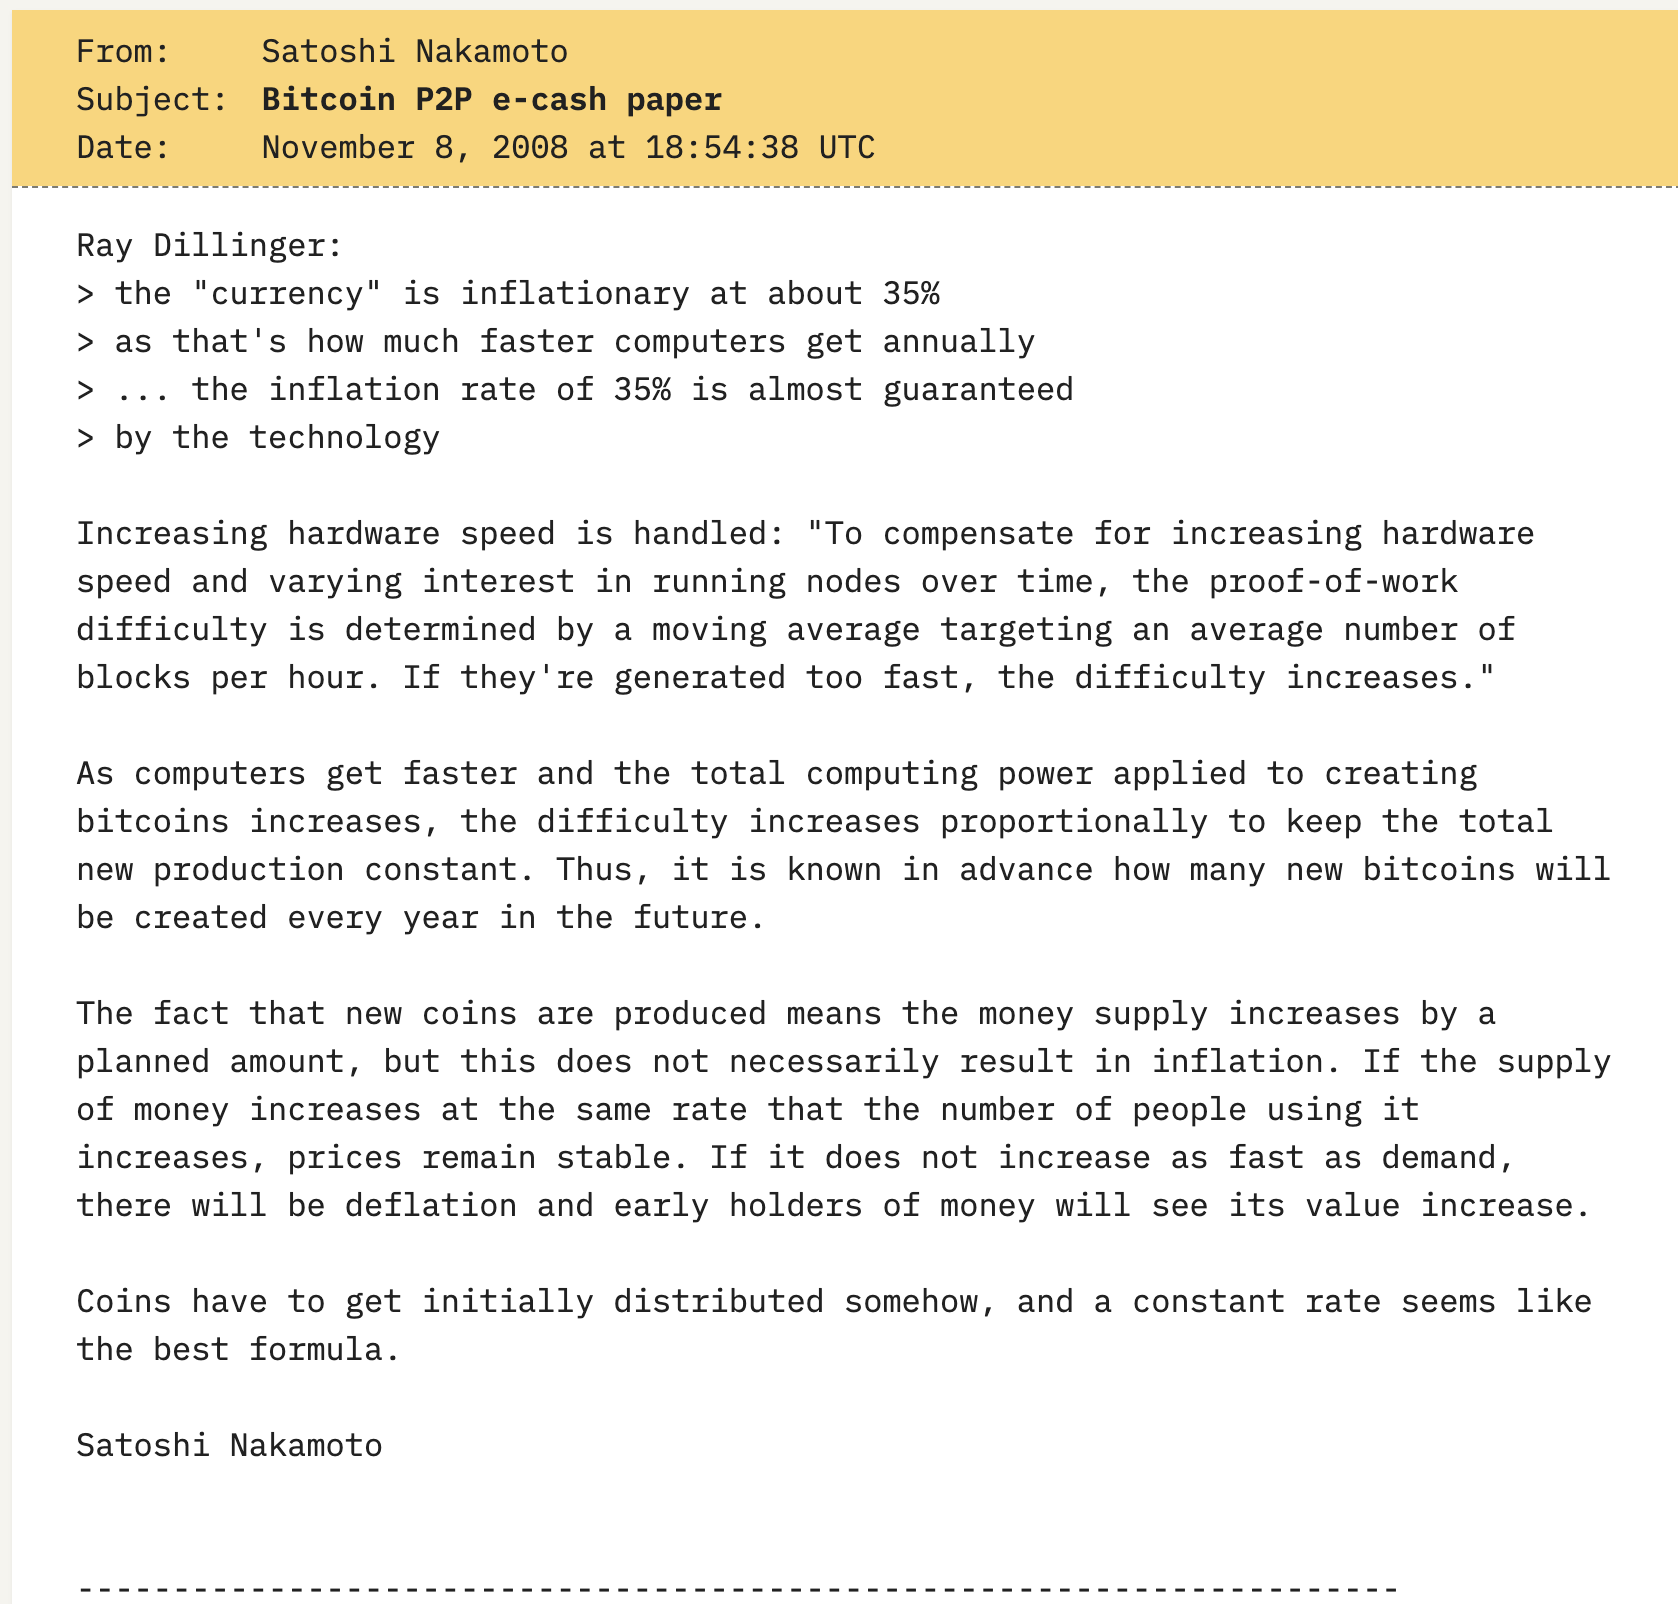 From: Satoshi Nakamoto
Subject: Bitcoin P2P e-cash paper
Date: November 8, 2008 at 18:54:38 UTC
Ray Dillinger:
> the "currency" is inflationary at about 35%
> as that's how much faster computers get annually
> ... the inflation rate of 35% is almost guaranteed
> by the technology
Increasing hardware speed is handled: "To compensate for increasing hardware
speed and varying interest in running nodes over time, the proof-of-work
difficulty is determined by a moving average targeting an average number of
blocks per hour. If they're generated too fast, the difficulty increases."
As computers get faster and the total computing power applied to creating
bitcoins increases, the difficulty increases proportionally to keep the total
new production constant. Thus, it is known in advance how many new bitcoins will
be created every year in the future.
The fact that new coins are produced means the money supply increases by a
planned amount, but this does not necessarily result in inflation. If the supply
of money increases at the same rate that the number of people using it
increases, prices remain stable. If it does not increase as fast as demand,
there will be deflation and early holders of money will see its value increase.
Coins have to get initially distributed somehow, and a constant rate seems like
the best formula.
Satoshi Nakamoto
---------------------------------------------------------------------